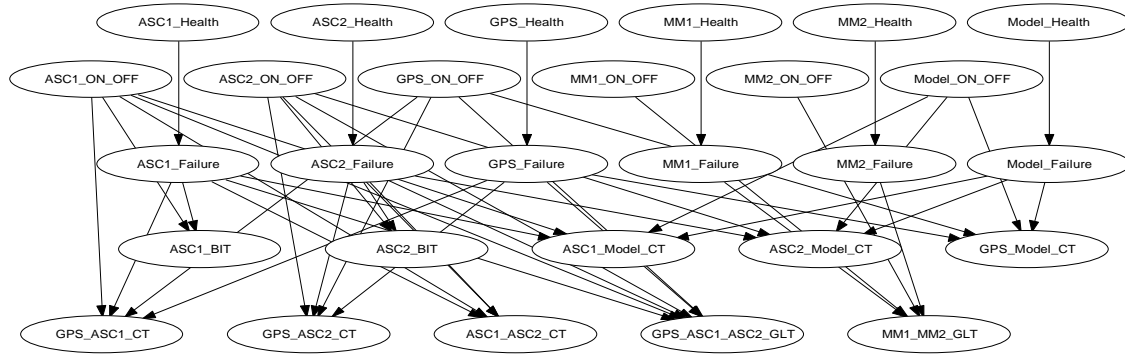 ASC1_Health
ASC2_Health
GPS_Health
MM1_Health
MM2_Health
Model_Health
ASC1_ON_OFF
ASC2_ON_OFF
GPS_ON_OFF
MM1_ON_OFF
MM2_ON_OFF
Model_ON_OFF
ASC1_Failure
ASC2_Failure
GPS_Failure
MM1_Failure
MM2_Failure
Model_Failure
ASC1_BIT
ASC2_BIT
ASC1_Model_CT
ASC2_Model_CT
GPS_Model_CT
GPS_ASC1_CT
GPS_ASC2_CT
ASC1_ASC2_CT
GPS_ASC1_ASC2_GLT
MM1_MM2_GLT